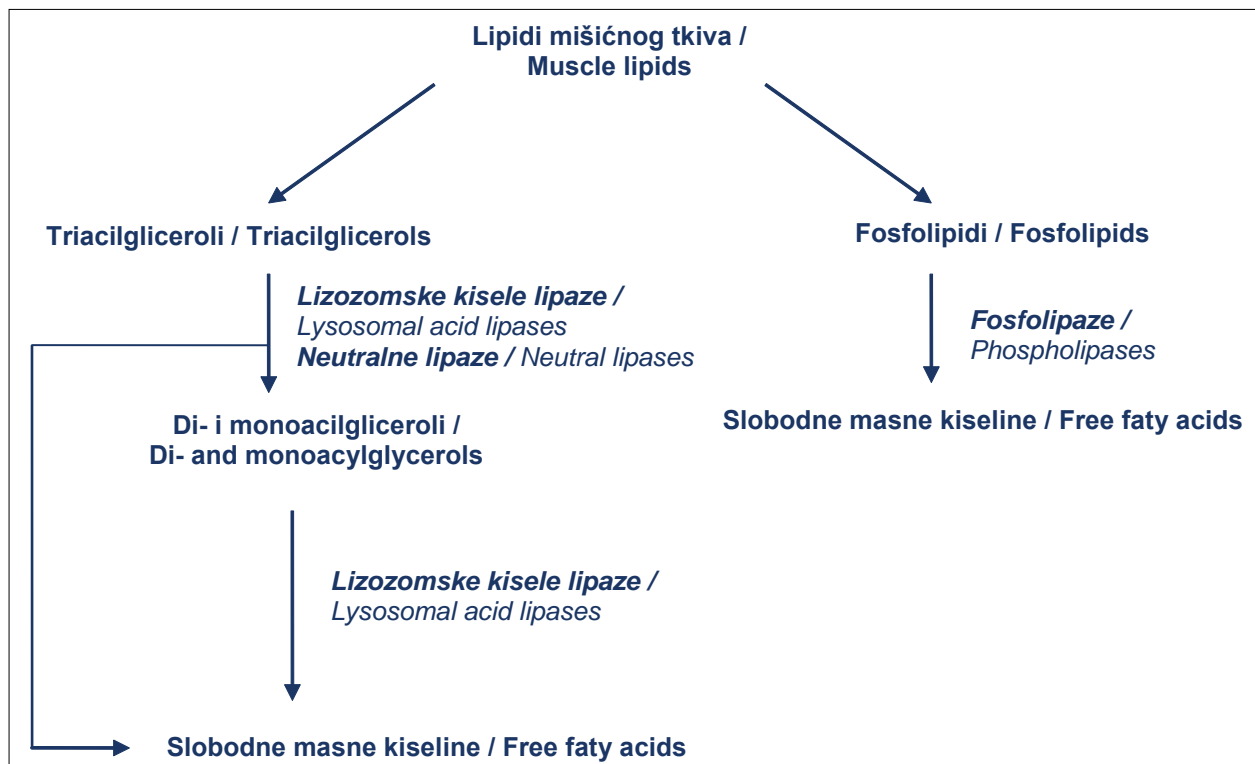 Lipidi mišićnog tkiva /
Muscle lipids
Triacilgliceroli / Triacilglicerols
Fosfolipidi / Fosfolipids
Lizozomske kisele lipaze /
Lysosomal acid lipases
Neutralne lipaze / Neutral lipases
Fosfolipaze /
Phospholipases
Di- i monoacilgliceroli /
Di- and monoacylglycerols
Slobodne masne kiseline / Free faty acids
Lizozomske kisele lipaze /
Lysosomal acid lipases
Slobodne masne kiseline / Free faty acids